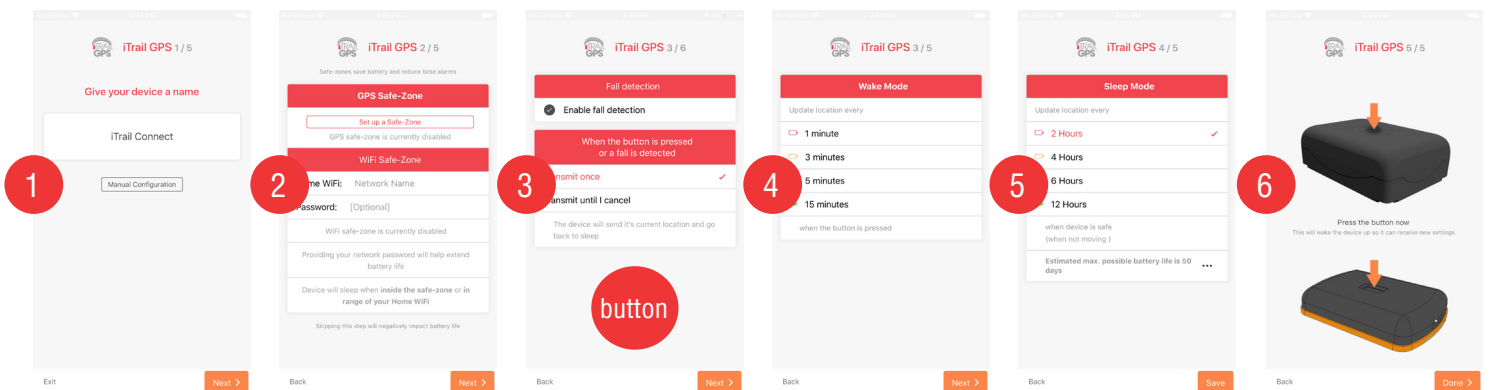 iTrail GPS 1 / 5
Give your device a name
iTrail Connect
Manual Configuration
1
Exit
Next >
iTrail GPS 2 / 5
Safe-zones save battery and reduce false alarms
GPS Safe-Zone
Set up a Safe-Zone
GPS safe-zone is currently disabled
WiFi Safe-Zone
me WiFi: Network Name
Password: [Optional]
WiFi safe-zone is currently disabled
Providing your network password will help extend
battery life
Device will sleep when inside the safe-zone or in
range of your Home WiFi
Skipping this step will negatively impact battery life
2
Back
Next >
iTrail GPS 3 / 6
Fall detection
Enable fall detection
When the button is pressed
or a fall is detected
nsmit once
ansmit until I cancel
The device will send it's current location and go
back to sleep
3
button
Back
Next >
iTrail GPS 3 / 5
Wake Mode
Update location every
1 minute
3 minutes
5 minutes
15 minutes
when the button is pressed
4
Back
Next >
iTrail GPS 4 / 5
Sleep Mode
Update location every
2 Hours
4 Hours
6 Hours
12 Hours
when device is safe
(when not moving )
Estimated max. possible battery life is 50
days
5
Back
Save
iTrail GPS 5 / 5
6
Press the button now
This will wake the device up so it can receive new settings.
Back
Done >